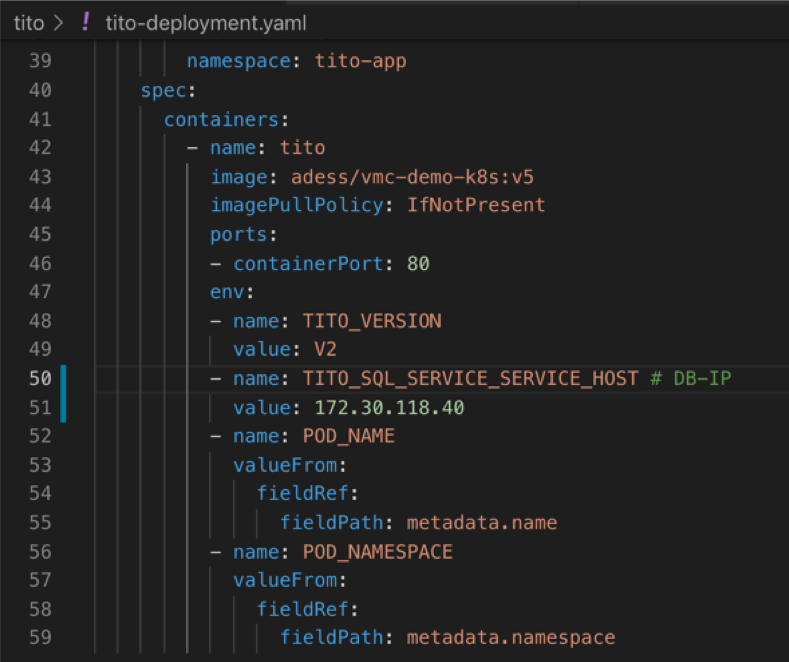 tito > ! tito-deployment.yaml
39 namespace: tito-app
40 spec:
41 containers:
42 - name: tito
43 image: adess/vmc-demo-k8s:v5
44 imagePullPolicy: IfNotPresent
45 ports:
46 - containerPort: 80
47 env:
48 - name: TITO_VERSION
49 value: V2
50 - name: TITO_SQL_SERVICE_SERVICE_HOST # DB-IP
51 value: 172.30.118.40
52 - name: POD_NAME
53 valueFrom:
54 fieldRef:
55 fieldPath: metadata.name
56 - name: POD_NAMESPACE
57 valueFrom:
58 fieldRef:
59 fieldPath: metadata.namespace